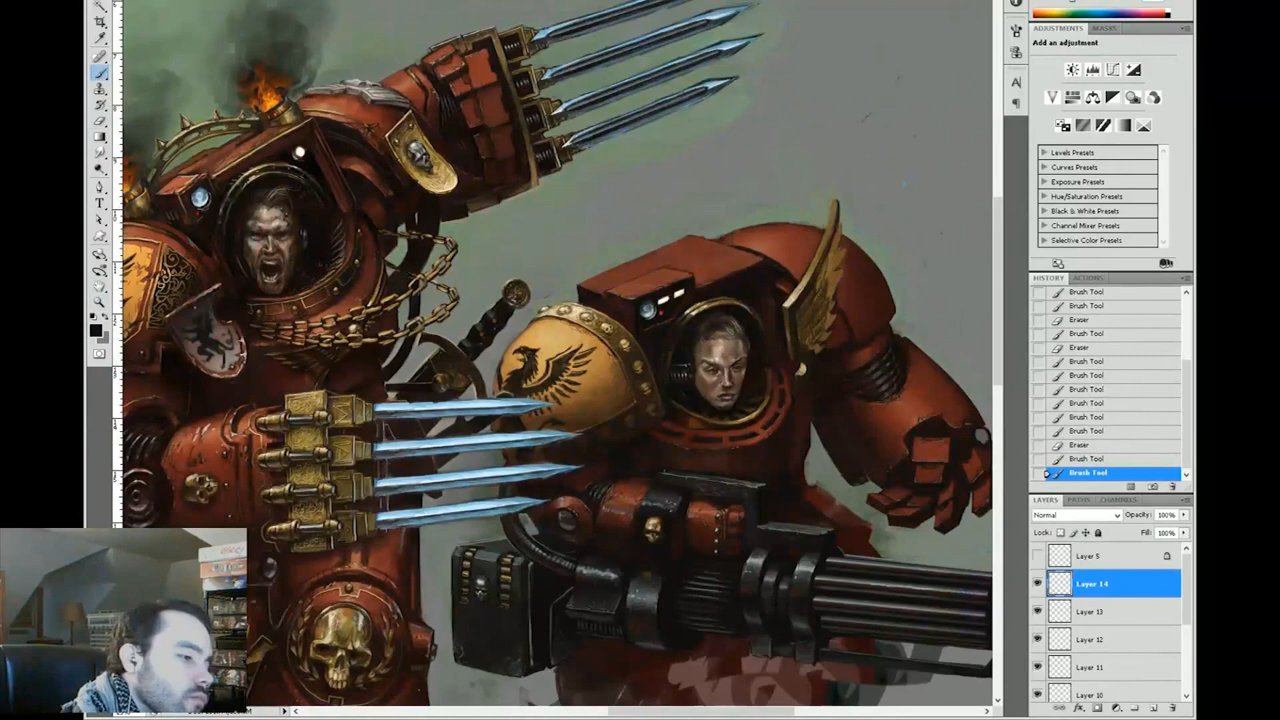 ADJUSTMENTS MASKS
Add an adjustment
Levels Presets
Curves Presets
Exposure Presets
Hue/Saturation Presets
Black & White Presets
Channel Mixer Presets
Selective Color Presets
HISTORY ACTIONS
Brush Tool
Brush Tool
Eraser
Brush Tool
Eraser
Brush Tool
Brush Tool
Brush Tool
Brush Tool
Brush Tool
Brush Tool
Eraser
Brush Tool
Brush Tool
LAYERS PATHS CHANNELS
Normal Opacity: 100%
Lock: Fill: 100%
Layer 5
Layer 14
Layer 13
Layer 12
Layer 11
Layer 10